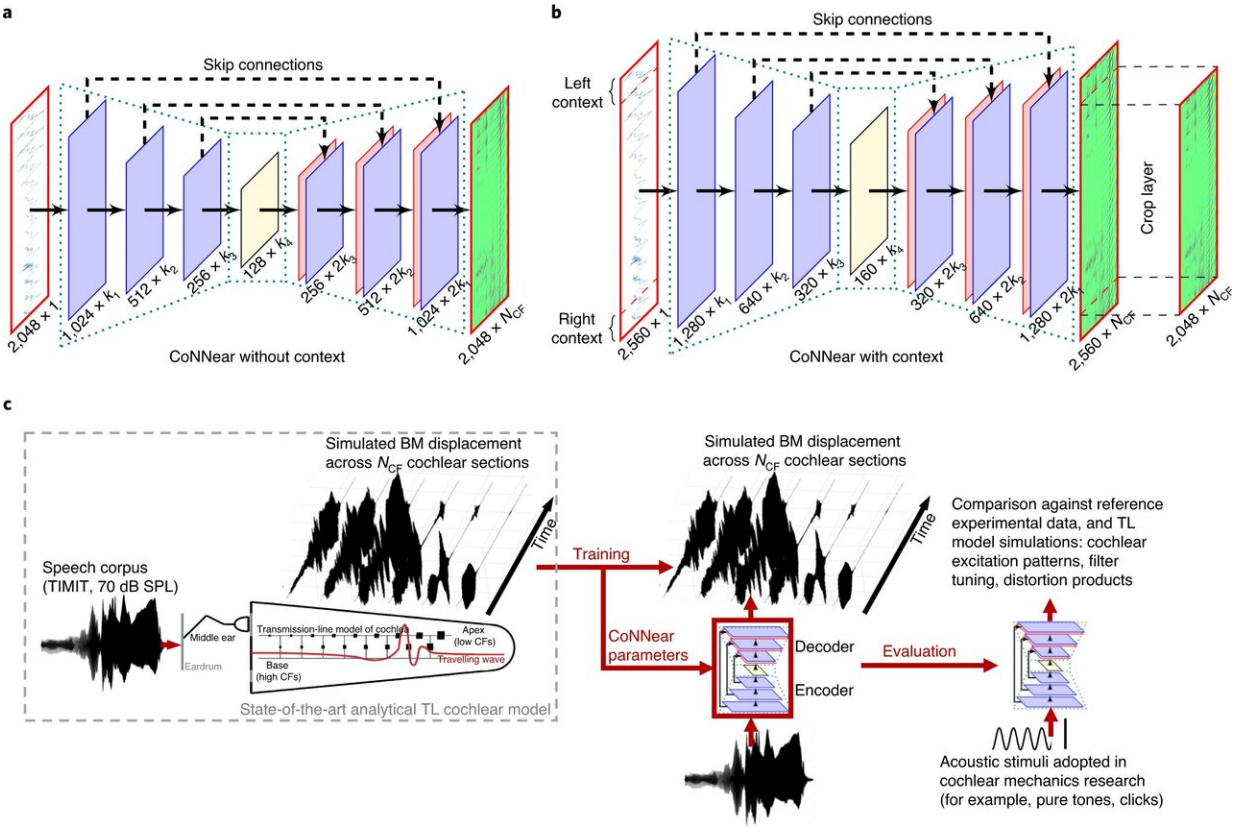 a
Skip connections
2,048 × 1
1,024 × k1
512 × k2
256 × k3
128 × k4
256 × 2k3
512 × 2k2
1,024 × 2k1
2,048 × NCF
CoNNear without context
b
Skip connections
Left
context
Right
context
2,560 × 1
1,280 × k1
640 × k2
320 × k3
160 × k4
320 × 2k3
640 × 2k2
1,280 × 2k1
2,560 × NCF
Crop layer
2,048 × NCF
CoNNear with context
c
Simulated BM displacement
across NCF cochlear sections
Time
Speech corpus
(TIMIT, 70 dB SPL)
Middle ear
Eardrum
Transmission-line model of cochlea
Apex
(low CFs)
Travelling wave
Base
(high CFs)
State-of-the-art analytical TL cochlear model
Training
CoNNear
parameters
Simulated BM displacement
across NCF cochlear sections
Time
Decoder
Encoder
Evaluation
Comparison against reference
experimental data, and TL
model simulations: cochlear
excitation patterns, filter
tuning, distortion products
Acoustic stimuli adopted in
cochlear mechanics research
(for example, pure tones, clicks)